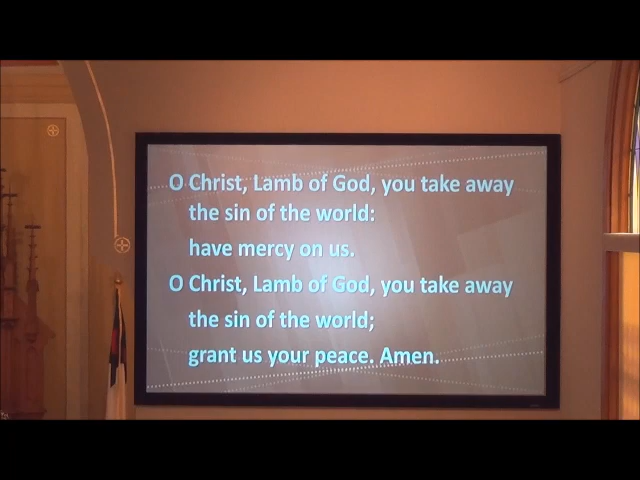 O Christ, Lamb of God, you take away
the sin of the world:
have mercy on us.
O Christ, Lamb of God, you take away
the sin of the world;
grant us your peace. Amen.